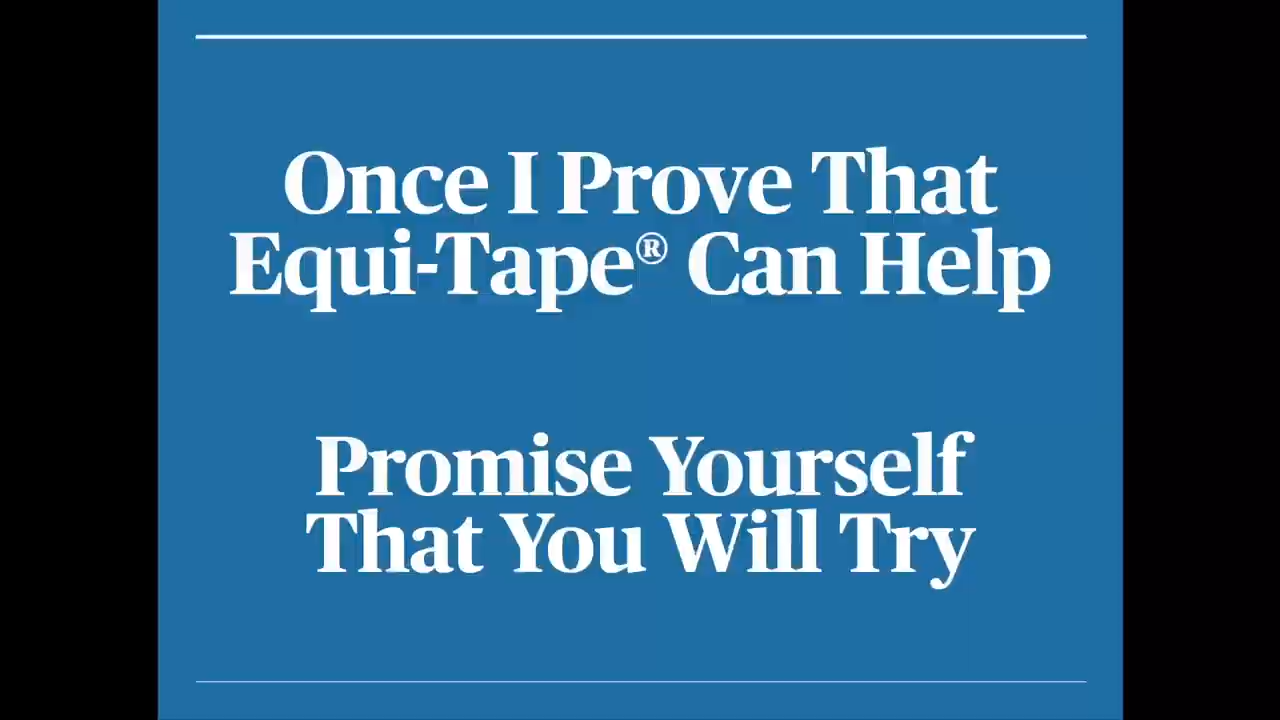 Once I Prove That
Equi-Tape® Can Help
Promise Yourself
That You Will Try